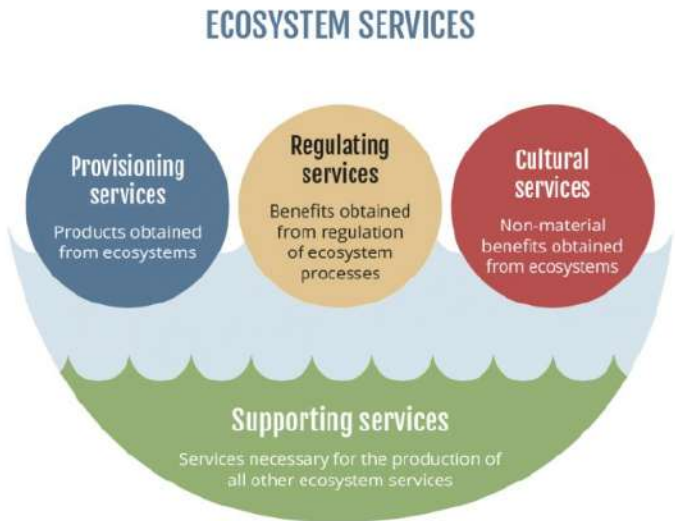 ECOSYSTEM SERVICES
Provisioning
services
Products obtained
from ecosystems
Regulating
services
Benefits obtained
from regulation
of ecosystem
processes
Cultural
services
Non-material
benefits obtained
from ecosystems
Supporting services
Services necessary for the production of
all other ecosystem services